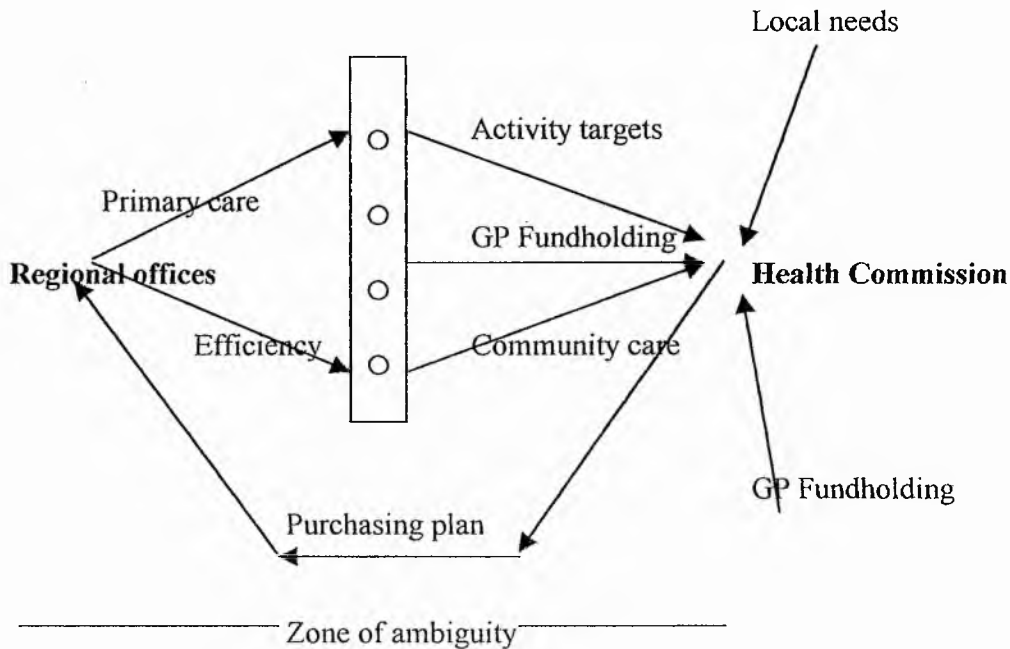 Local needs
Activity targets
Primary care
GP Fundholding
Regional offices
Health Commission
Efficiency
Community care
GP Fundholding
Purchasing plan
Zone of ambiguity